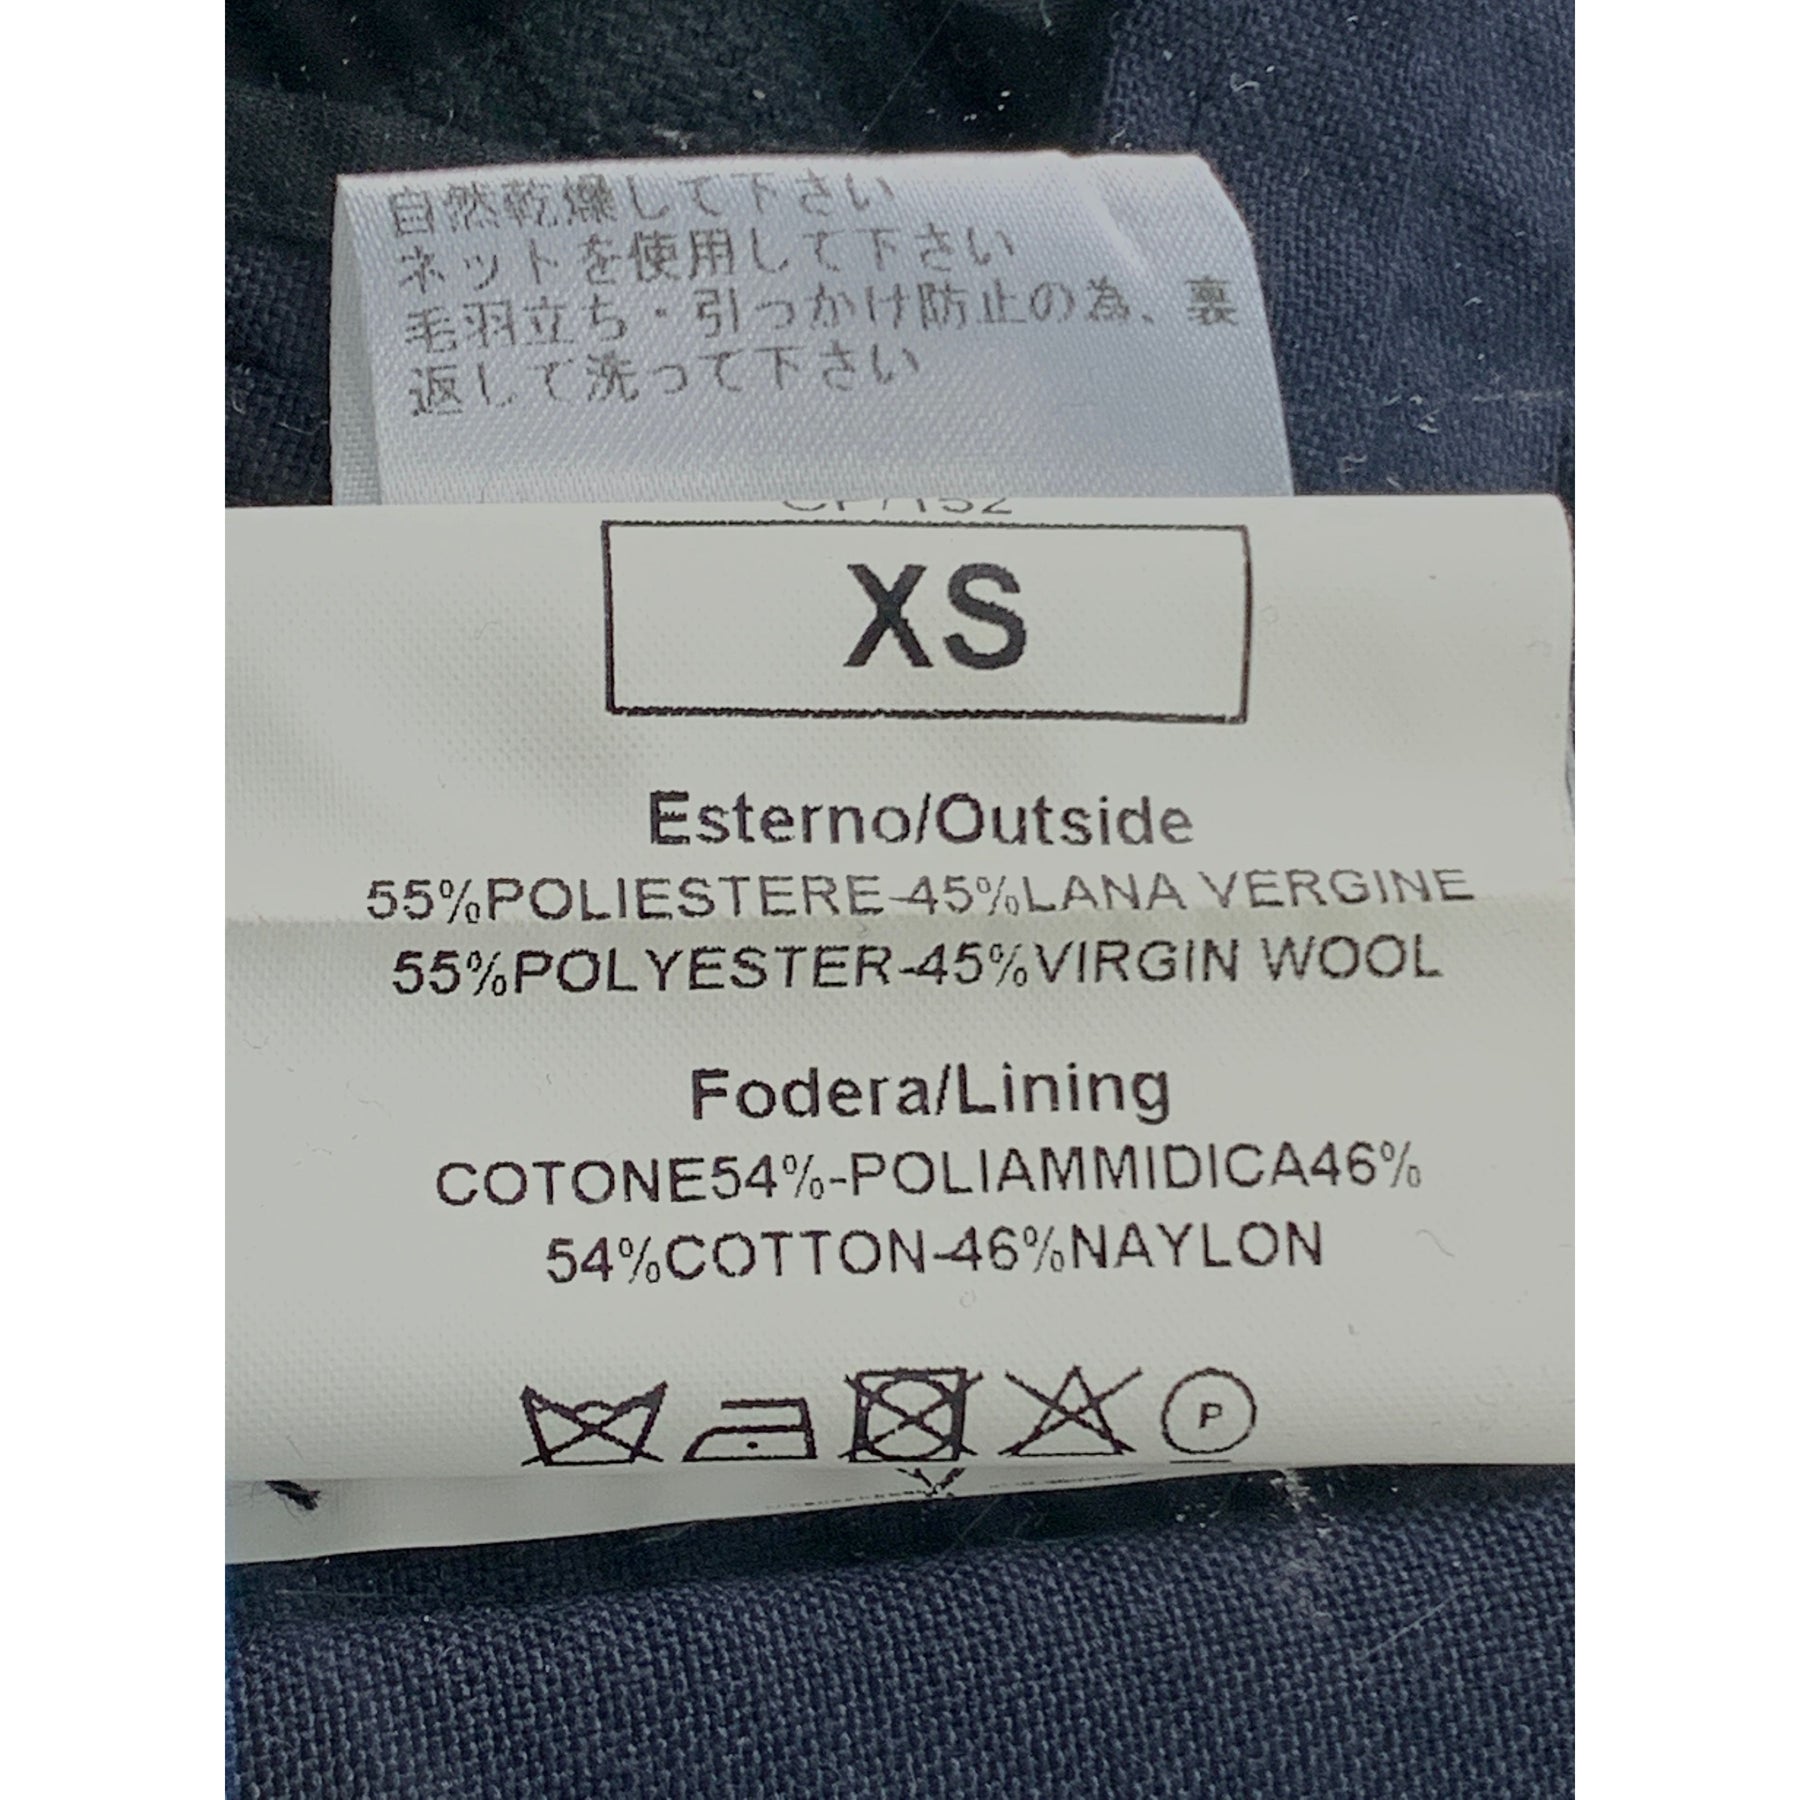 自然乾燥して下さい
ネットを使用して下さい
毛羽立ち・引っかけ防止の為、裏
返して洗って下さい
XS
Esterno/Outside
55%POLIESTERE-45%LANA VERGINE
55%POLYESTER-45%VIRGIN WOOL
Fodera/Lining
COTONE54%-POLIAMMIDICA46%
54%COTTON-46%NAYLON
P